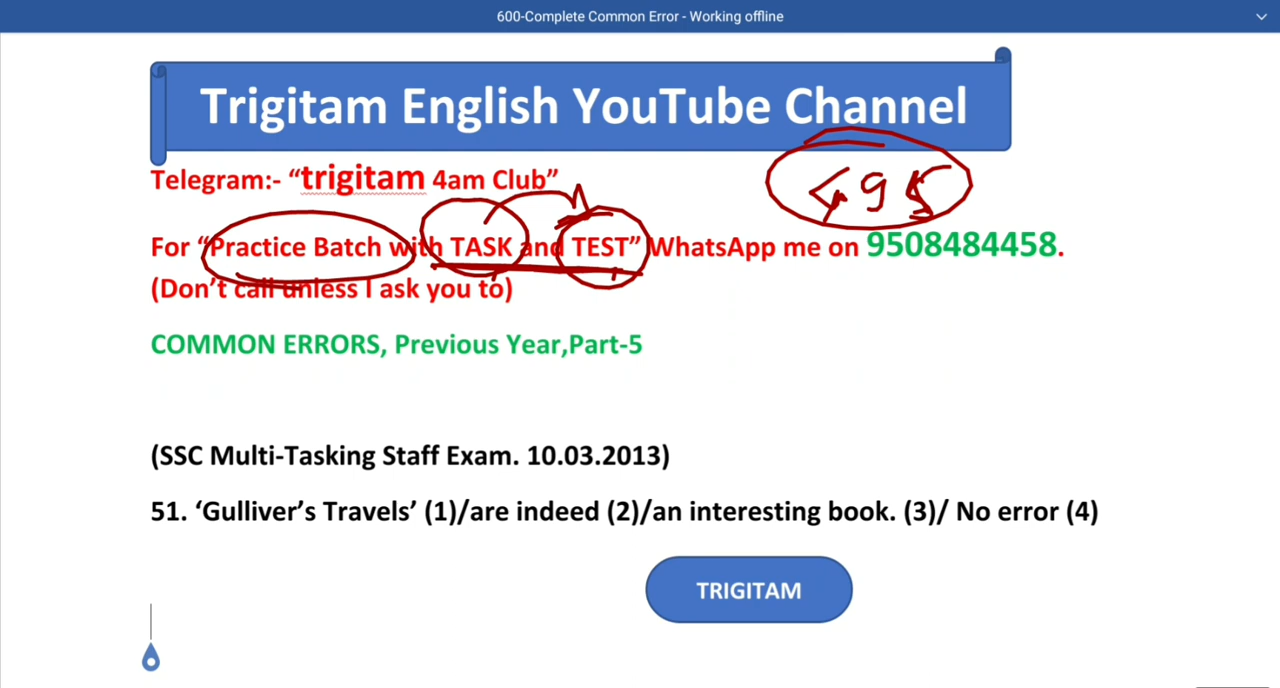 600-Complete Common Error - Working offline
Trigitam English YouTube Channel
Telegram:- “trigitam 4am Club”
495
For “Practice Batch with TASK and TEST” WhatsApp me on 9508484458.
(Don’t call unless I ask you to)
COMMON ERRORS, Previous Year,Part-5
(SSC Multi-Tasking Staff Exam. 10.03.2013)
51. ‘Gulliver’s Travels’ (1)/are indeed (2)/an interesting book. (3)/ No error (4)
TRIGITAM